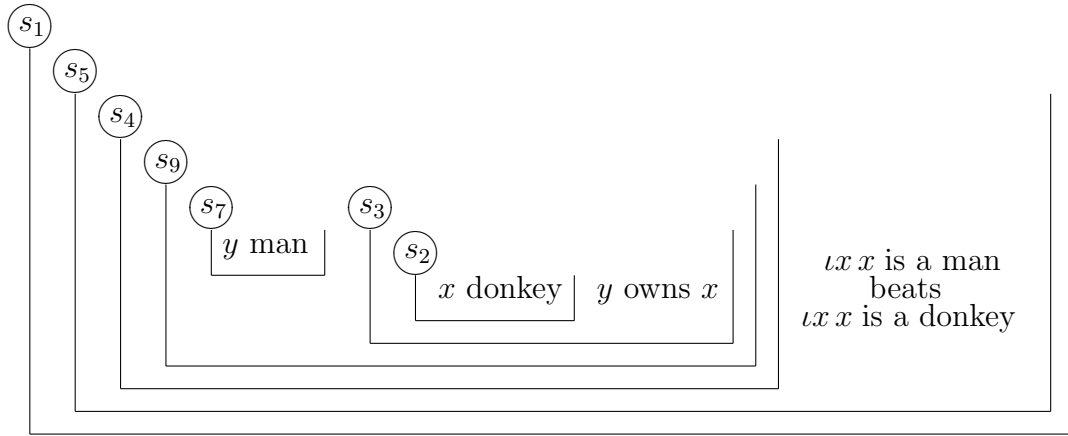 s₁
s₅
s₄
s₉
s₇ s₃
y man s₂
x donkey y owns x
ιx x is a man
beats
ιx x is a donkey